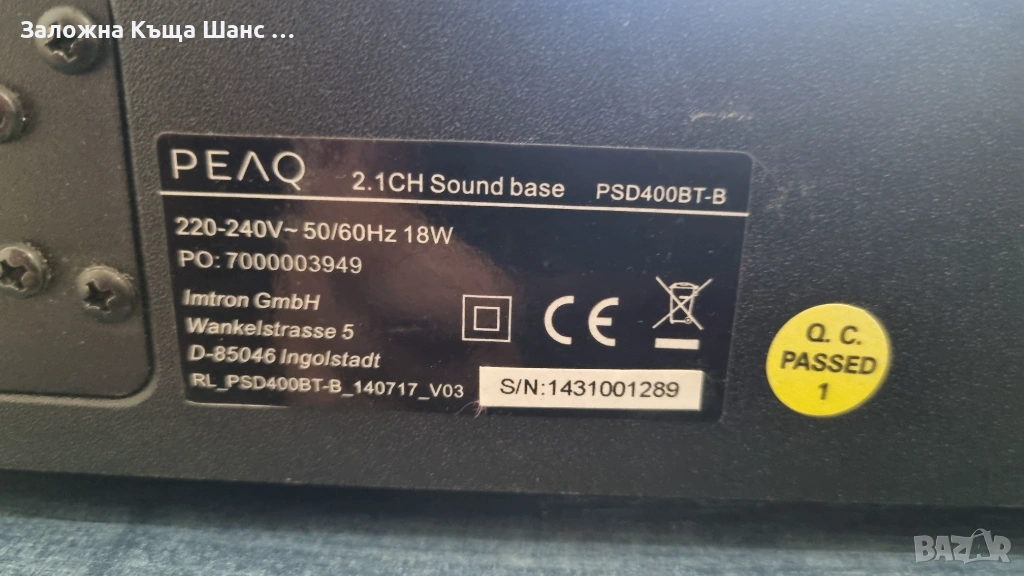 Заложна Къща Шанс ...
PEAQ 2.1CH Sound base PSD400BT-B
220-240V~ 50/60Hz 18W
PO: 7000003949
Imtron GmbH
Wankelstrasse 5
D-85046 Ingolstadt
RL_PSD400BT-B_140717_V03
CE
S/N:1431001289
Q. C.
PASSED
1
BAZAR